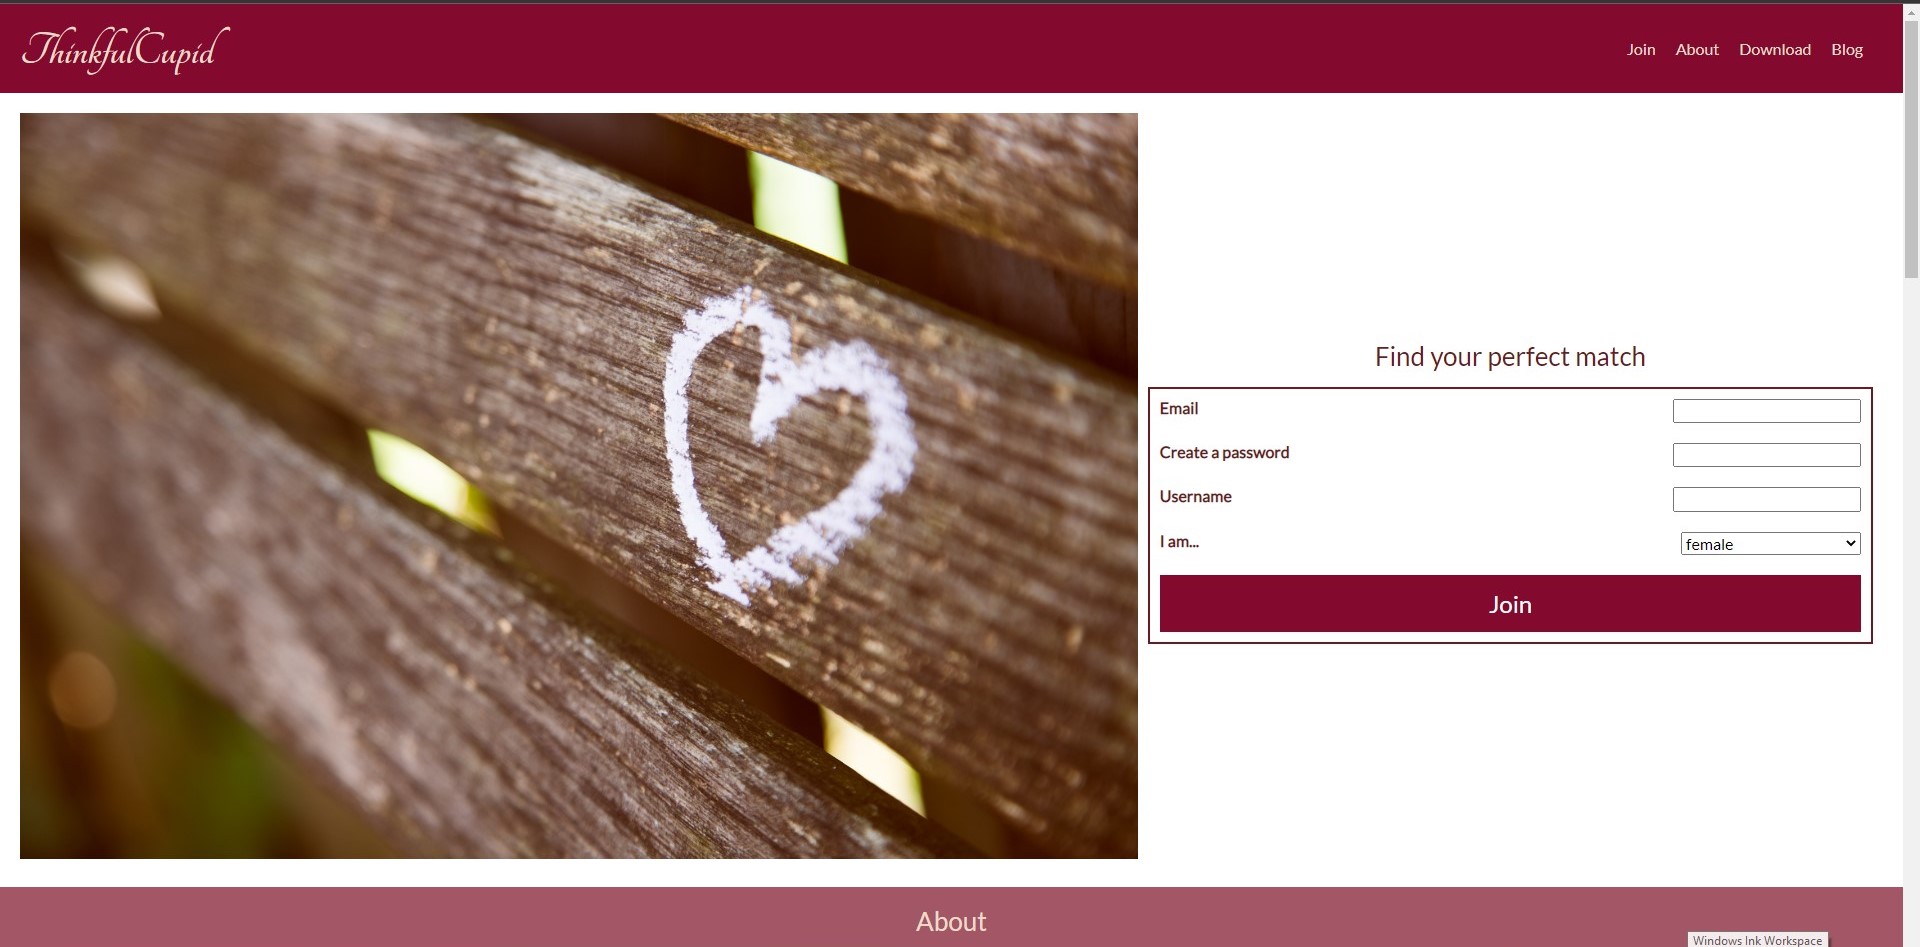 ThinkfulCupid
Join About Download Blog
Find your perfect match
Email
Create a password
Username
I am...
female
Join
About
Windows Ink Workspace